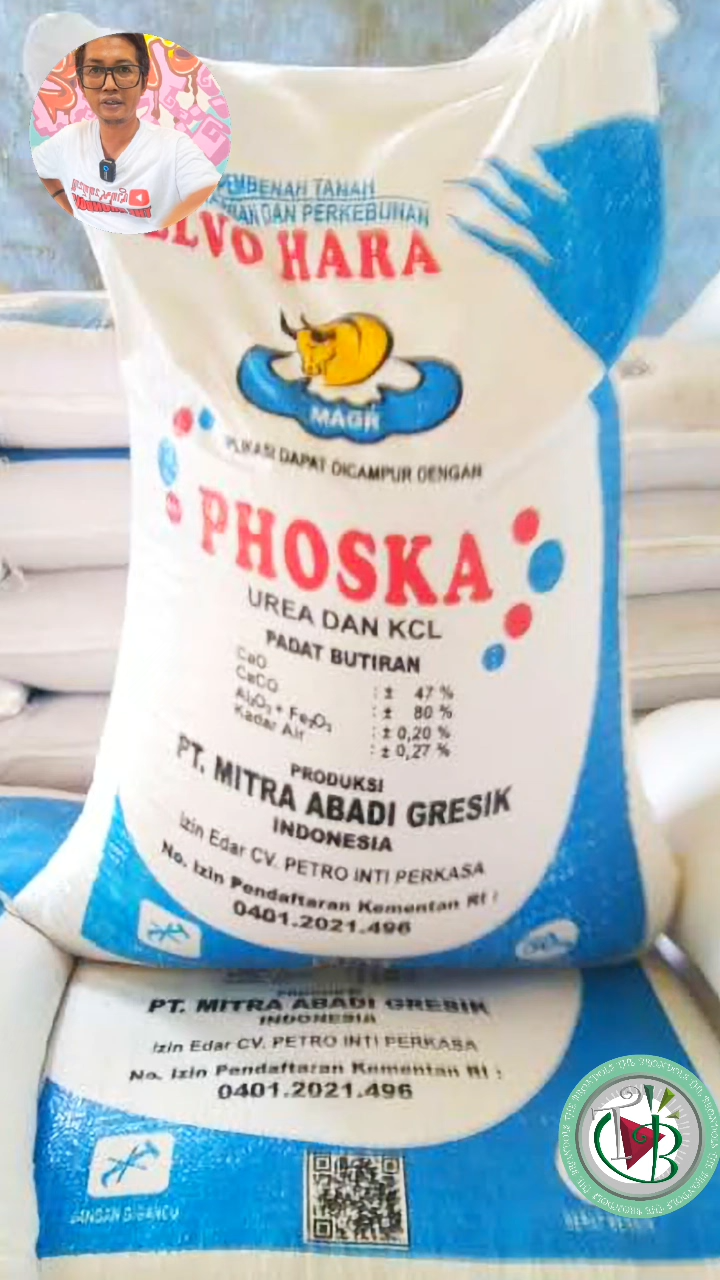 PEMBENAH TANAH
DAN PERKEBUNAN
HARA
MAGR
DAPAT DICAMPUR DENGAN
PHOSKA
UREA DAN KCL
PADAT BUTIRAN
CaO : ± 47 %
CaCO : ± 80 %
Al₂O₃ + Fe₂O₃ : ± 0,20 %
Kadar Air : ± 0,27 %
PRODUKSI
PT. MITRA ABADI GRESIK
INDONESIA
Izin Edar CV. PETRO INTI PERKASA
No. Izin Pendaftaran Kementan RI :
0401.2021.496
PT. MITRA ABADI GRESIK
INDONESIA
Izin Edar CV. PETRO INTI PERKASA
No. Izin Pendaftaran Kementan RI :
0401.2021.496